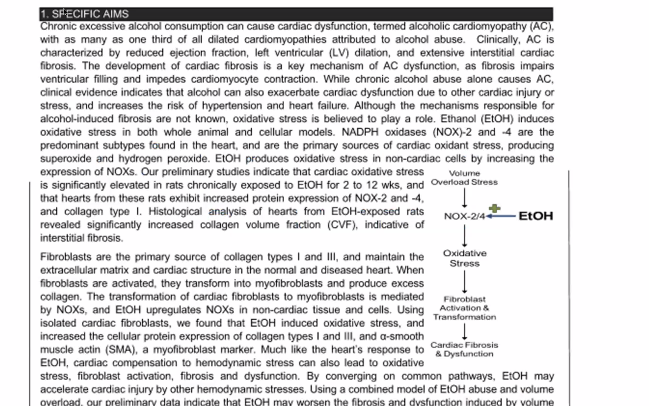 1. SPECIFIC AIMS
Chronic excessive alcohol consumption can cause cardiac dysfunction, termed alcoholic cardiomyopathy (AC),
with as many as one third of all dilated cardiomyopathies attributed to alcohol abuse. Clinically, AC is
characterized by reduced ejection fraction, left ventricular (LV) dilation, and extensive interstitial cardiac
fibrosis. The development of cardiac fibrosis is a key mechanism of AC dysfunction, as fibrosis impairs
ventricular filling and impedes cardiomyocyte contraction. While chronic alcohol abuse alone causes AC,
clinical evidence indicates that alcohol can also exacerbate cardiac dysfunction due to other cardiac injury or
stress, and increases the risk of hypertension and heart failure. Although the mechanisms responsible for
alcohol-induced fibrosis are not known, oxidative stress is believed to play a role. Ethanol (EtOH) induces
oxidative stress in both whole animal and cellular models. NADPH oxidases (NOX)-2 and -4 are the
predominant subtypes found in the heart, and are the primary sources of cardiac oxidant stress, producing
superoxide and hydrogen peroxide. EtOH produces oxidative stress in non-cardiac cells by increasing the
expression of NOXs. Our preliminary studies indicate that cardiac oxidative stress
is significantly elevated in rats chronically exposed to EtOH for 2 to 12 wks, and
that hearts from these rats exhibit increased protein expression of NOX-2 and -4,
and collagen type I. Histological analysis of hearts from EtOH-exposed rats
revealed significantly increased collagen volume fraction (CVF), indicative of
interstitial fibrosis.
Fibroblasts are the primary source of collagen types I and III, and maintain the
extracellular matrix and cardiac structure in the normal and diseased heart. When
fibroblasts are activated, they transform into myofibroblasts and produce excess
collagen. The transformation of cardiac fibroblasts to myofibroblasts is mediated
by NOXs, and EtOH upregulates NOXs in non-cardiac tissue and cells. Using
isolated cardiac fibroblasts, we found that EtOH induced oxidative stress, and
increased the cellular protein expression of collagen types I and III, and α-smooth
muscle actin (SMA), a myofibroblast marker. Much like the heart's response to
EtOH, cardiac compensation to hemodynamic stress can also lead to oxidative
stress, fibroblast activation, fibrosis and dysfunction. By converging on common pathways, EtOH may
accelerate cardiac injury by other hemodynamic stresses. Using a combined model of EtOH abuse and volume
overload, our preliminary data indicate that EtOH may worsen the fibrosis and dysfunction induced by volume
Volume
Overload Stress
NOX-2/4
EtOH
Oxidative
Stress
Fibroblast
Activation &
Transformation
Cardiac Fibrosis
& Dysfunction